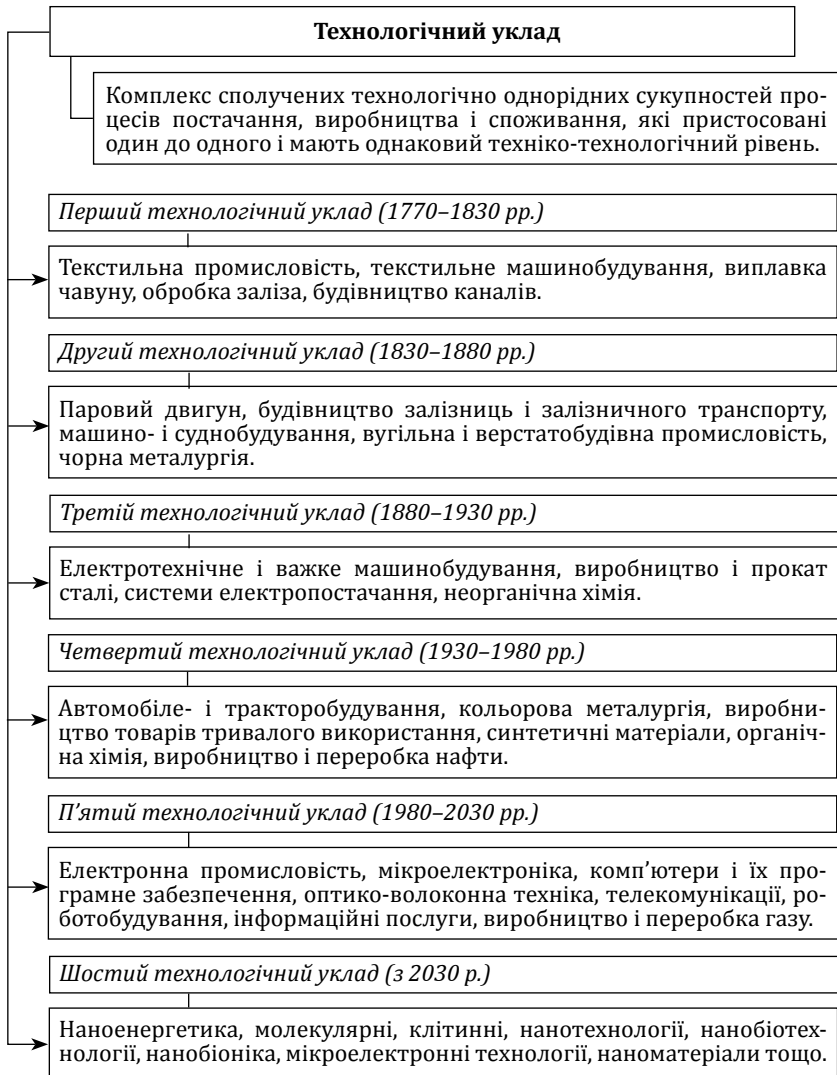 Технологічний уклад
Комплекс сполучених технологічно однорідних сукупностей про-
цесів постачання, виробництва і споживання, які пристосовані
один до одного і мають однаковий техніко-технологічний рівень.
Перший технологічний уклад (1770–1830 рр.)
Текстильна промисловість, текстильне машинобудування, виплавка
чавуну, обробка заліза, будівництво каналів.
Другий технологічний уклад (1830–1880 рр.)
Паровий двигун, будівництво залізниць і залізничного транспорту,
машино- і суднобудування, вугільна і верстатобудівна промисловість,
чорна металургія.
Третій технологічний уклад (1880–1930 рр.)
Електротехнічне і важке машинобудування, виробництво і прокат
сталі, системи електропостачання, неорганічна хімія.
Четвертий технологічний уклад (1930–1980 рр.)
Автомобіле- і тракторобудування, кольорова металургія, виробни-
цтво товарів тривалого використання, синтетичні матеріали, органіч-
на хімія, виробництво і переробка нафти.
П'ятий технологічний уклад (1980–2030 рр.)
Електронна промисловість, мікроелектроніка, комп'ютери і їх про-
грамне забезпечення, оптико-волоконна техніка, телекомунікації, ро-
ботобудування, інформаційні послуги, виробництво і переробка газу.
Шостий технологічний уклад (з 2030 р.)
Наноенергетика, молекулярні, клітинні, нанотехнології, нанобіотех-
нології, нанобіоніка, мікроелектронні технології, наноматеріали тощо.